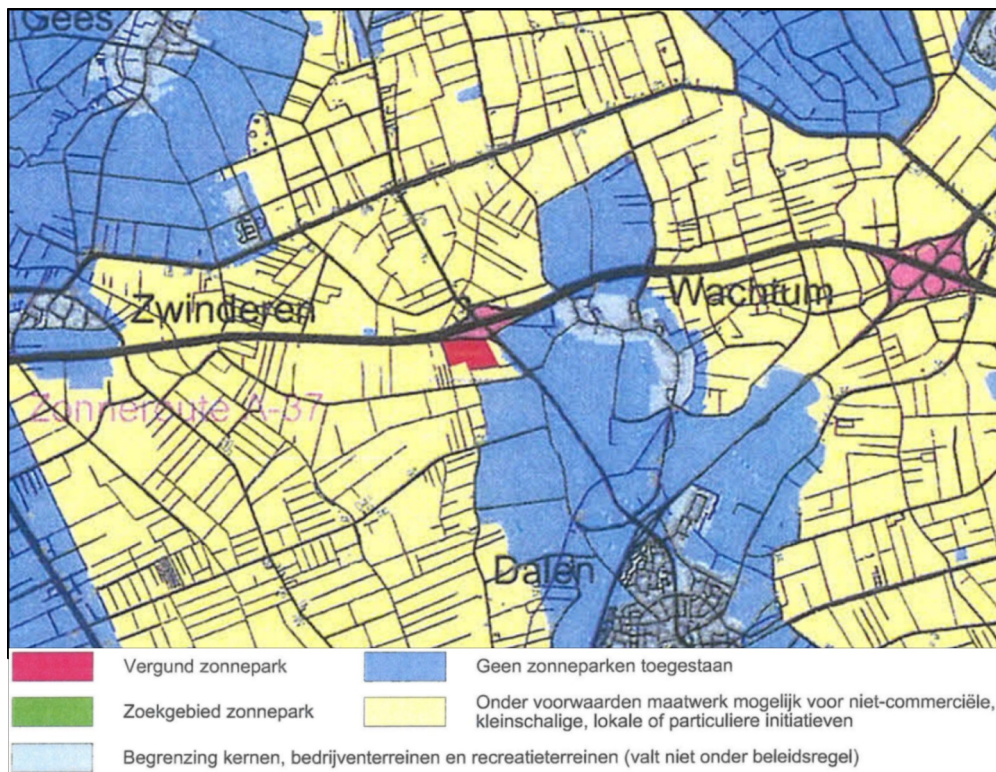 Gees
Zwinderen
Wachtum
Zonneroute A-37
Dalen
Vergund zonnepark
Geen zonneparken toegestaan
Zoekgebied zonnepark
Onder voorwaarden maatwerk mogelijk voor niet-commerciële,
kleinschalige, lokale of particuliere initiatieven
Begrenzing kernen, bedrijventerreinen en recreatieterreinen (valt niet onder beleidsregel)